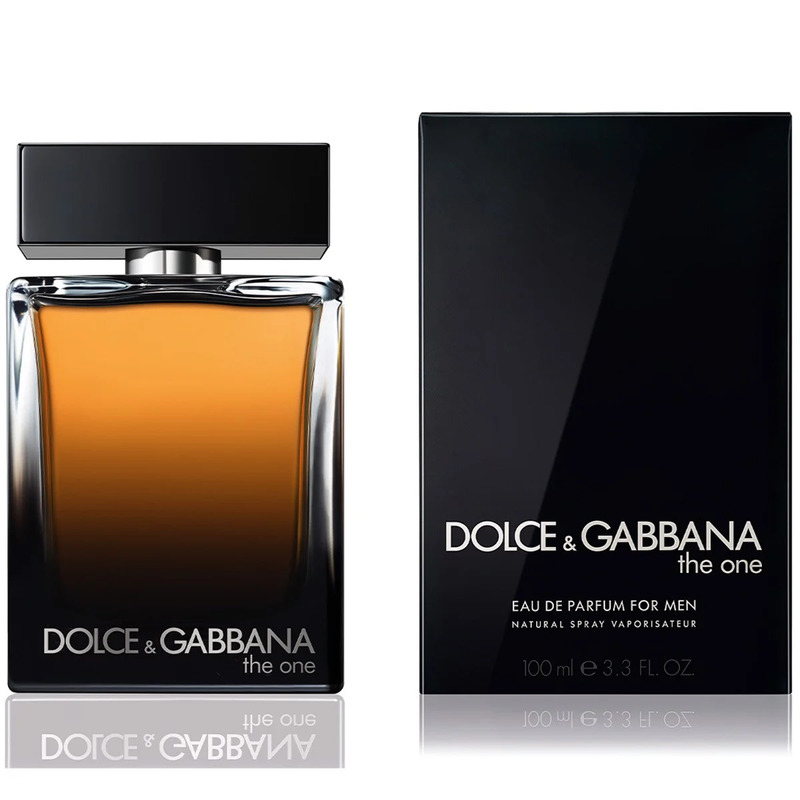 DOLCE & GABBANA
the one
DOLCE & GABBANA
the one
EAU DE PARFUM FOR MEN
NATURAL SPRAY VAPORISATEUR
100 ml e 3.3 FL. OZ.